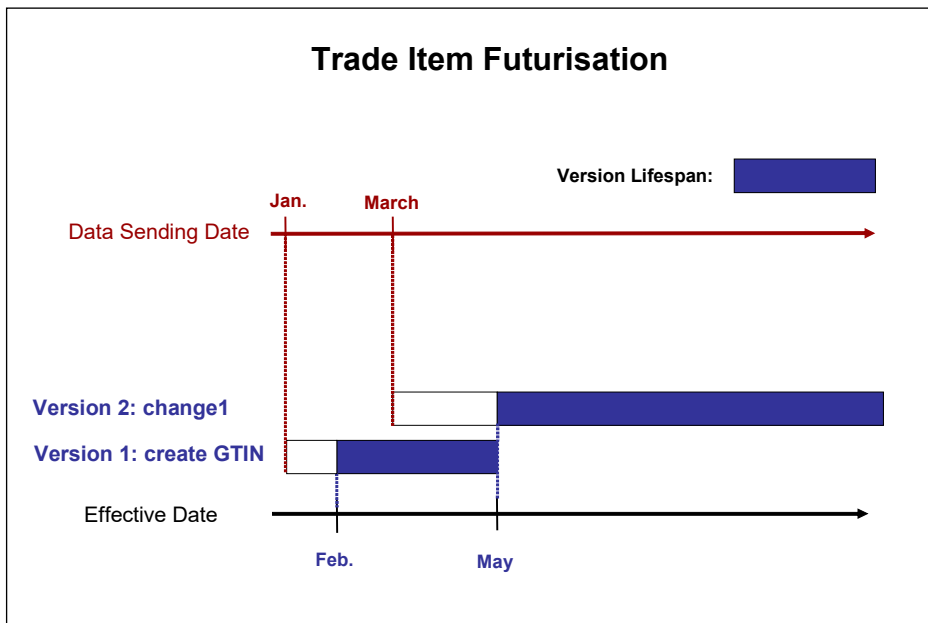 Trade Item Futurisation
Version Lifespan:
Jan.
March
Data Sending Date
Version 2: change1
Version 1: create GTIN
Effective Date
Feb.
May